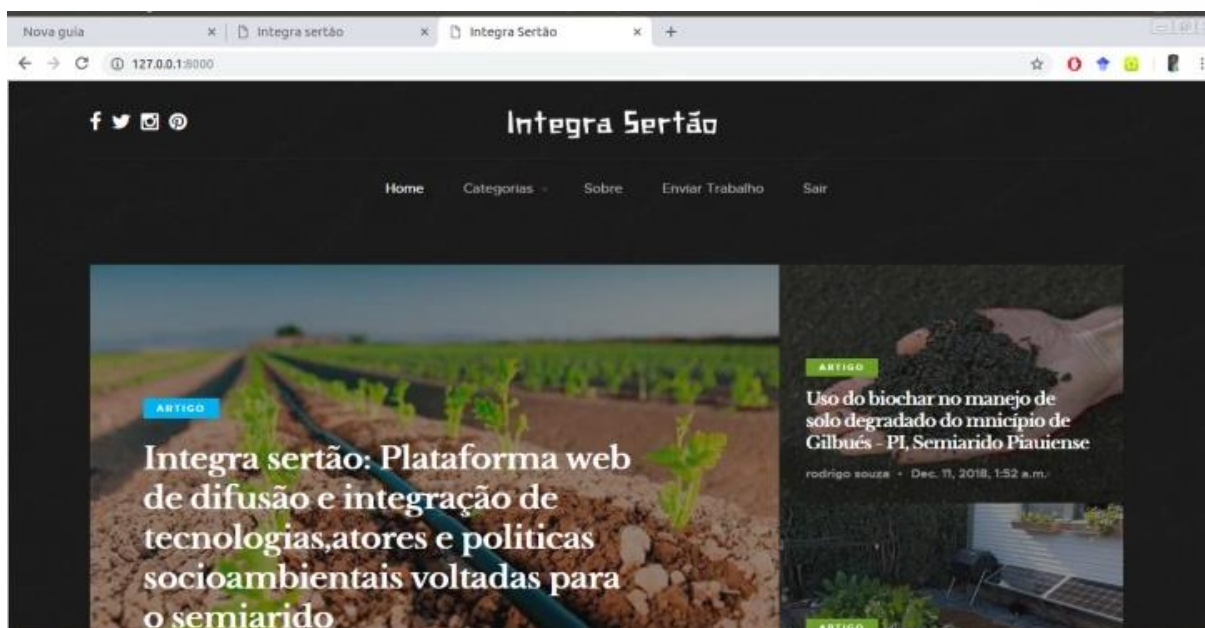 Nova guia
Integra sertão
Integra Sertão
127.0.0.1:8000
Integra Sertão
Home Categorias Sobre Enviar Trabalho Sair
ARTIGO
Integra sertão: Plataforma web
de difusão e integração de
tecnologias,atores e politicas
socioambientais voltadas para
o semiarido
ARTIGO
Uso do biochar no manejo de
solo degradado do mnicípio de
Gilbués - PI, Semiarido Piauiense
rodrigo souza • Dec. 11, 2018, 1:52 a.m.
ARTIGO